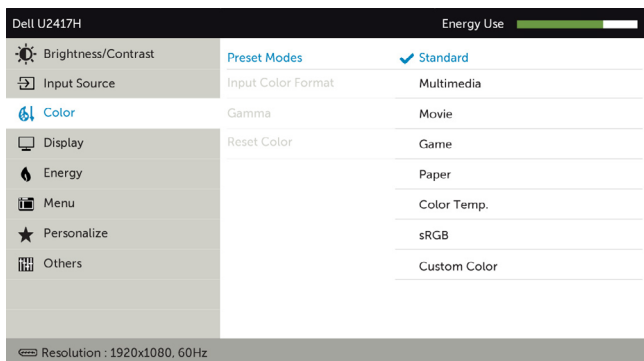 Dell U2417H
Energy Use
Brightness/Contrast
Input Source
Color
Display
Energy
Menu
Personalize
Others
Preset Modes
Input Color Format
Gamma
Reset Color
Standard
Multimedia
Movie
Game
Paper
Color Temp.
sRGB
Custom Color
Resolution : 1920x1080, 60Hz